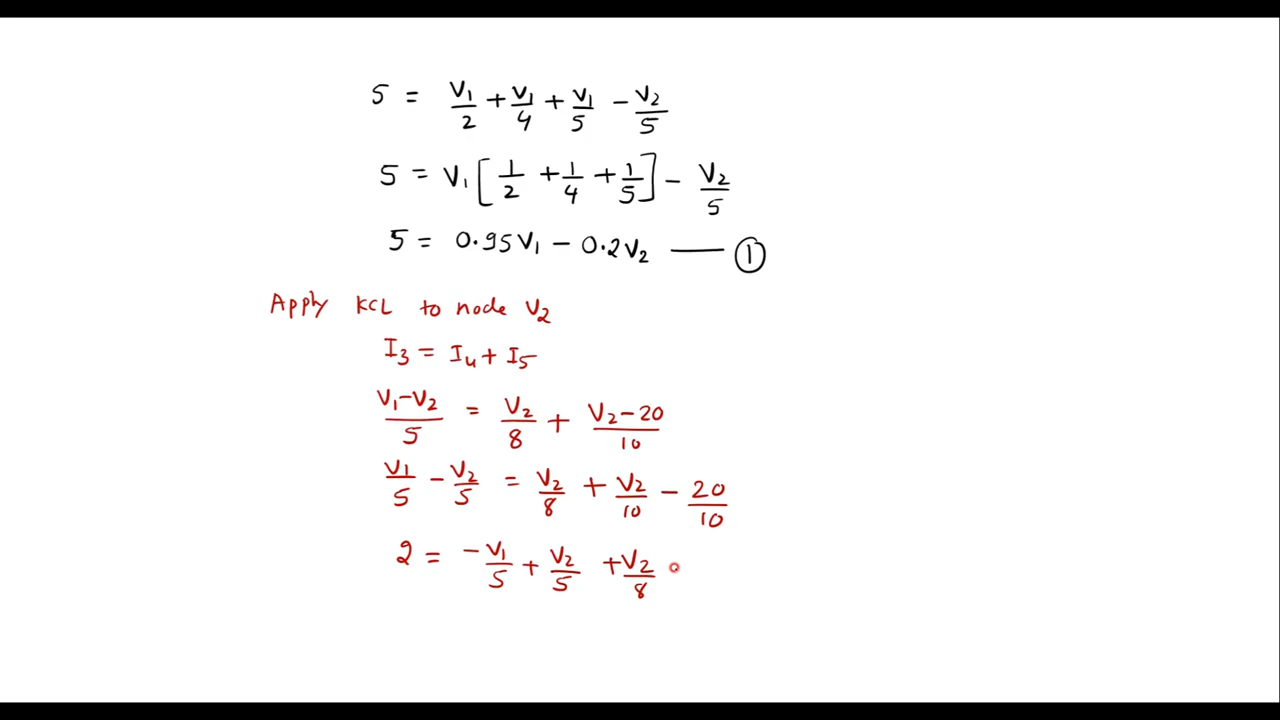 5 = V₁/2 + V₁/4 + V₁/5 − V₂/5
5 = V₁[1/2 + 1/4 + 1/5] − V₂/5
5 = 0.95V₁ − 0.2V₂ —— ①
Apply KCL to node V₂
I₃ = I₄ + I₅
(V₁−V₂)/5 = V₂/8 + (V₂−20)/10
V₁/5 − V₂/5 = V₂/8 + V₂/10 − 20/10
2 = −V₁/5 + V₂/5 + V₂/8